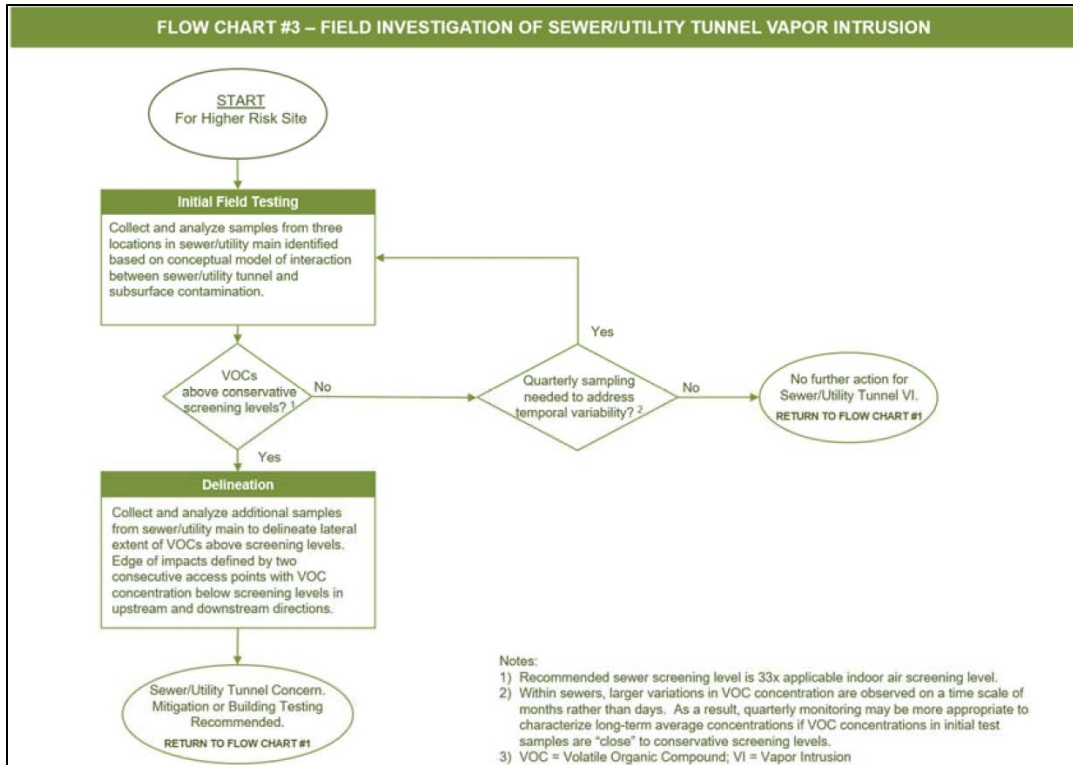 FLOW CHART #3 – FIELD INVESTIGATION OF SEWER/UTILITY TUNNEL VAPOR INTRUSION
START
For Higher Risk Site
Initial Field Testing
Collect and analyze samples from three
locations in sewer/utility main identified
based on conceptual model of interaction
between sewer/utility tunnel and
subsurface contamination.
VOCs
above conservative
screening levels? 1
No
Yes
Quarterly sampling
needed to address
temporal variability? 2
Yes
No
No further action for
Sewer/Utility Tunnel VI.
RETURN TO FLOW CHART #1
Delineation
Collect and analyze additional samples
from sewer/utility main to delineate lateral
extent of VOCs above screening levels.
Edge of impacts defined by two
consecutive access points with VOC
concentration below screening levels in
upstream and downstream directions.
Sewer/Utility Tunnel Concern.
Mitigation or Building Testing
Recommended.
RETURN TO FLOW CHART #1
Notes:
1) Recommended sewer screening level is 33x applicable indoor air screening level.
2) Within sewers, larger variations in VOC concentration are observed on a time scale of
months rather than days. As a result, quarterly monitoring may be more appropriate to
characterize long-term average concentrations if VOC concentrations in initial test
samples are “close” to conservative screening levels.
3) VOC = Volatile Organic Compound; VI = Vapor Intrusion